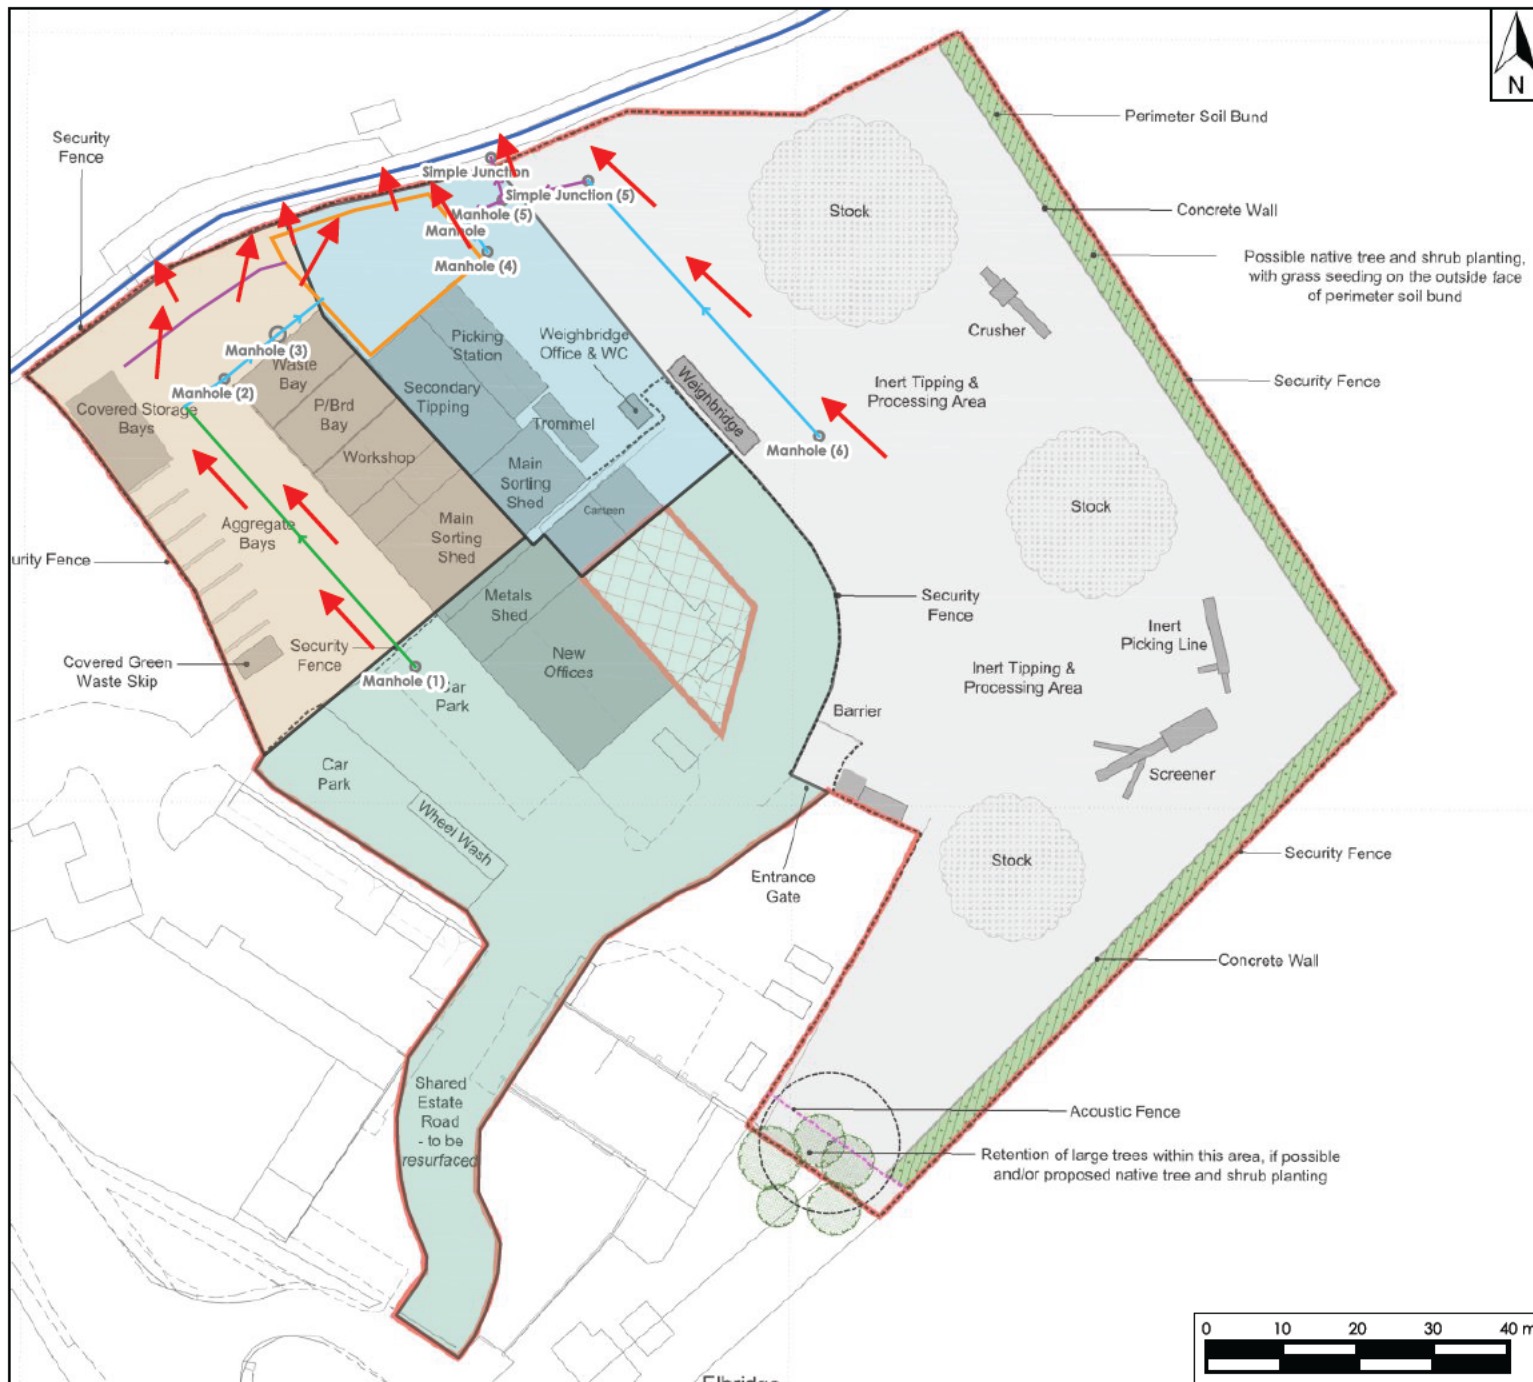 N
Security
Fence
Perimeter Soil Bund
Simple Junction
Simple Junction (5)
Manhole (5)
Manhole
Manhole (4)
Stock
Concrete Wall
Possible native tree and shrub planting,
with grass seeding on the outside face
of perimeter soil bund
Crusher
Picking
Station
Weighbridge
Office & WC
Manhole (3)
Waste
Bay
Manhole (2)
Secondary
Tipping
Weighbridge
Inert Tipping &
Processing Area
Security Fence
Covered Storage
Bays
P/Brd
Bay
Trommel
Workshop
Manhole (6)
Main
Sorting
Shed
Canteen
Stock
Aggregate
Bays
Main
Sorting
Shed
urity Fence
Metals
Shed
Security
Fence
Inert
Picking Line
Security
Fence
Covered Green
Waste Skip
New
Offices
Inert Tipping &
Processing Area
Manhole (1)
ar
Park
Barrier
Car
Park
Screener
Wheel Wash
Entrance
Gate
Stock
Security Fence
Concrete Wall
Shared
Estate
Road
- to be
resurfaced
Acoustic Fence
Retention of large trees within this area, if possible
and/or proposed native tree and shrub planting
0 10 20 30 40 m